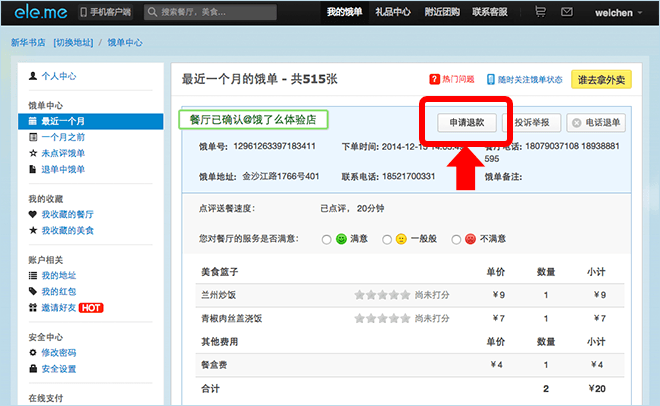 ele.me 手机客户端 搜索餐厅,美食... 我的饿单 礼品中心 附近团购 联系客服 weichen
新华书店 [切换地址] / 饿单中心
个人中心
饿单中心
最近一个月
一个月之前
未点评饿单
退单中饿单
我的收藏
我收藏的餐厅
我收藏的美食
账户相关
我的地址
我的红包
邀请好友 HOT
安全中心
修改密码
安全设置
在线支付
最近一个月的饿单 - 共515张 ? 热门问题 随时关注饿单状态 谁去拿外卖
餐厅已确认@饿了么体验店 申请退款 投诉举报 电话退单
饿单号: 12961263397183411 下单时间: 2014-12-15 餐厅电话: 18079037108 18938881
595
饿单地址: 金沙江路1766号401 联系电话: 18521700331 饿单备注:
点评送餐速度: 已点评, 20分钟
您对餐厅的服务是否满意: 满意 一般般 不满意
美食篮子 单价 数量 小计
兰州炒饭 尚未打分 ¥9 1 ¥9
青椒肉丝盖浇饭 尚未打分 ¥7 1 ¥7
其他费用 单价 数量 小计
餐盒费 ¥4 1 ¥4
合计 2 ¥20